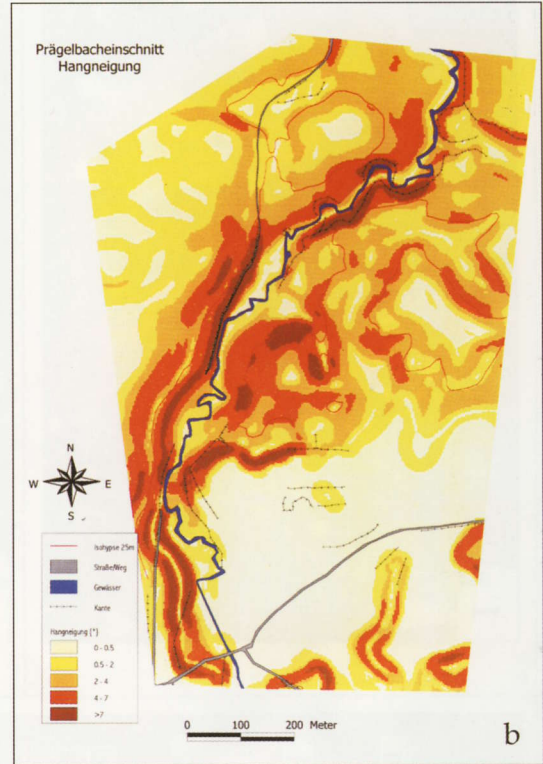 Prägelbacheinschnitt
Hangneigung
N
W E
S
Isohypse 25m
Straße/Weg
Gewässer
Kante
Hangneigung [°]
0 - 0.5
0.5 - 2
2 - 4
4 - 7
>7
0 100 200 Meter
b